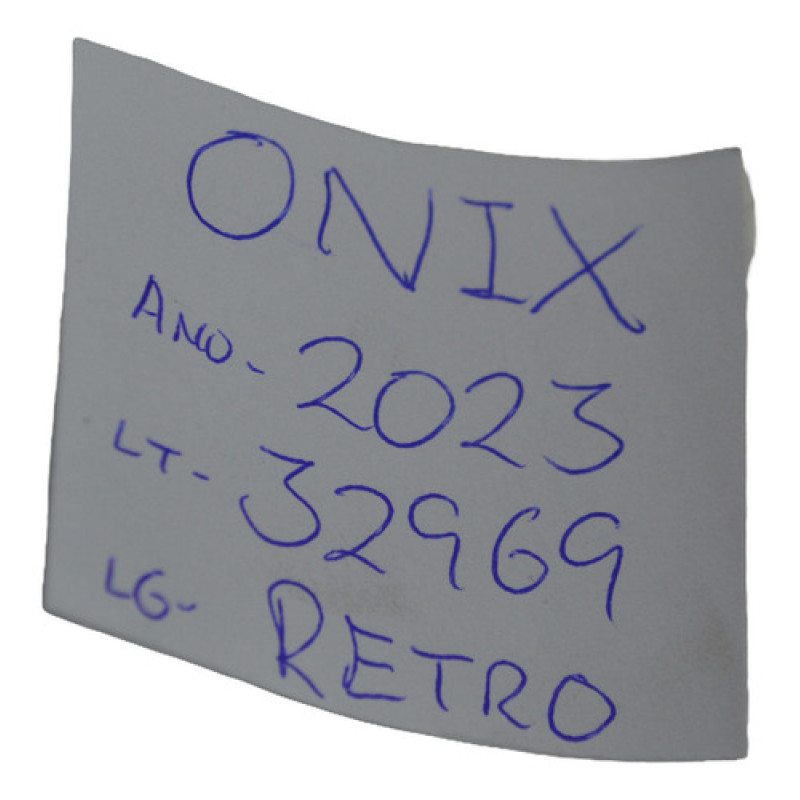 ONIX
ANO- 2023
LT- 32969
LG- RETRO